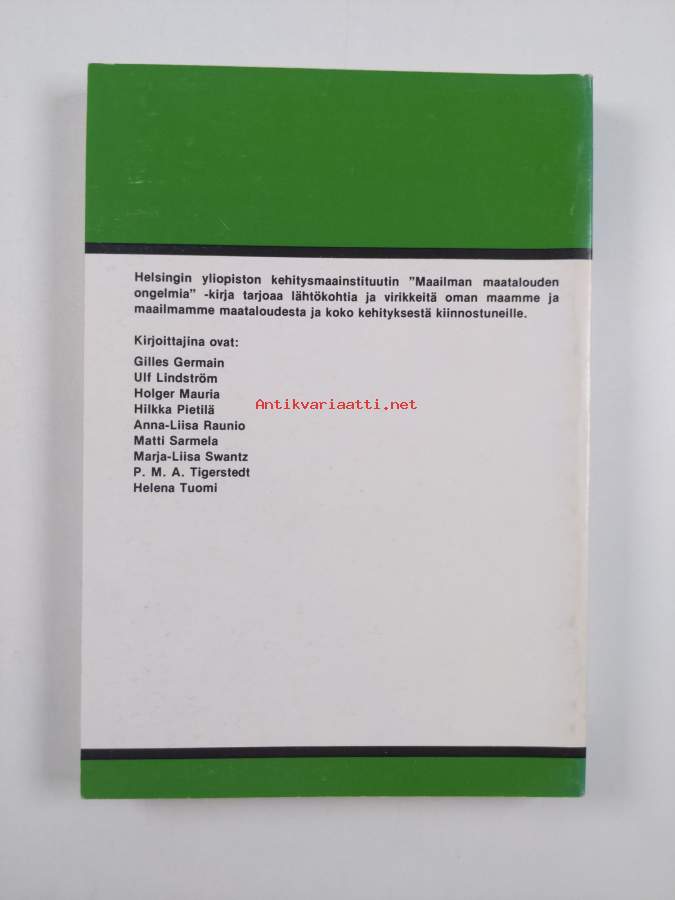 Helsingin yliopiston kehitysmaainstituutin "Maailman maatalouden
ongelmia" -kirja tarjoaa lähtökohtia ja virikkeitä oman maamme ja
maailmamme maataloudesta ja koko kehityksestä kiinnostuneille.
Kirjoittajina ovat:
Gilles Germain
Ulf Lindström
Holger Mauria
Hilkka Pietilä
Antikvariaatti.net
Anna-Liisa Raunio
Matti Sarmela
Marja-Liisa Swantz
P. M. A. Tigerstedt
Helena Tuomi